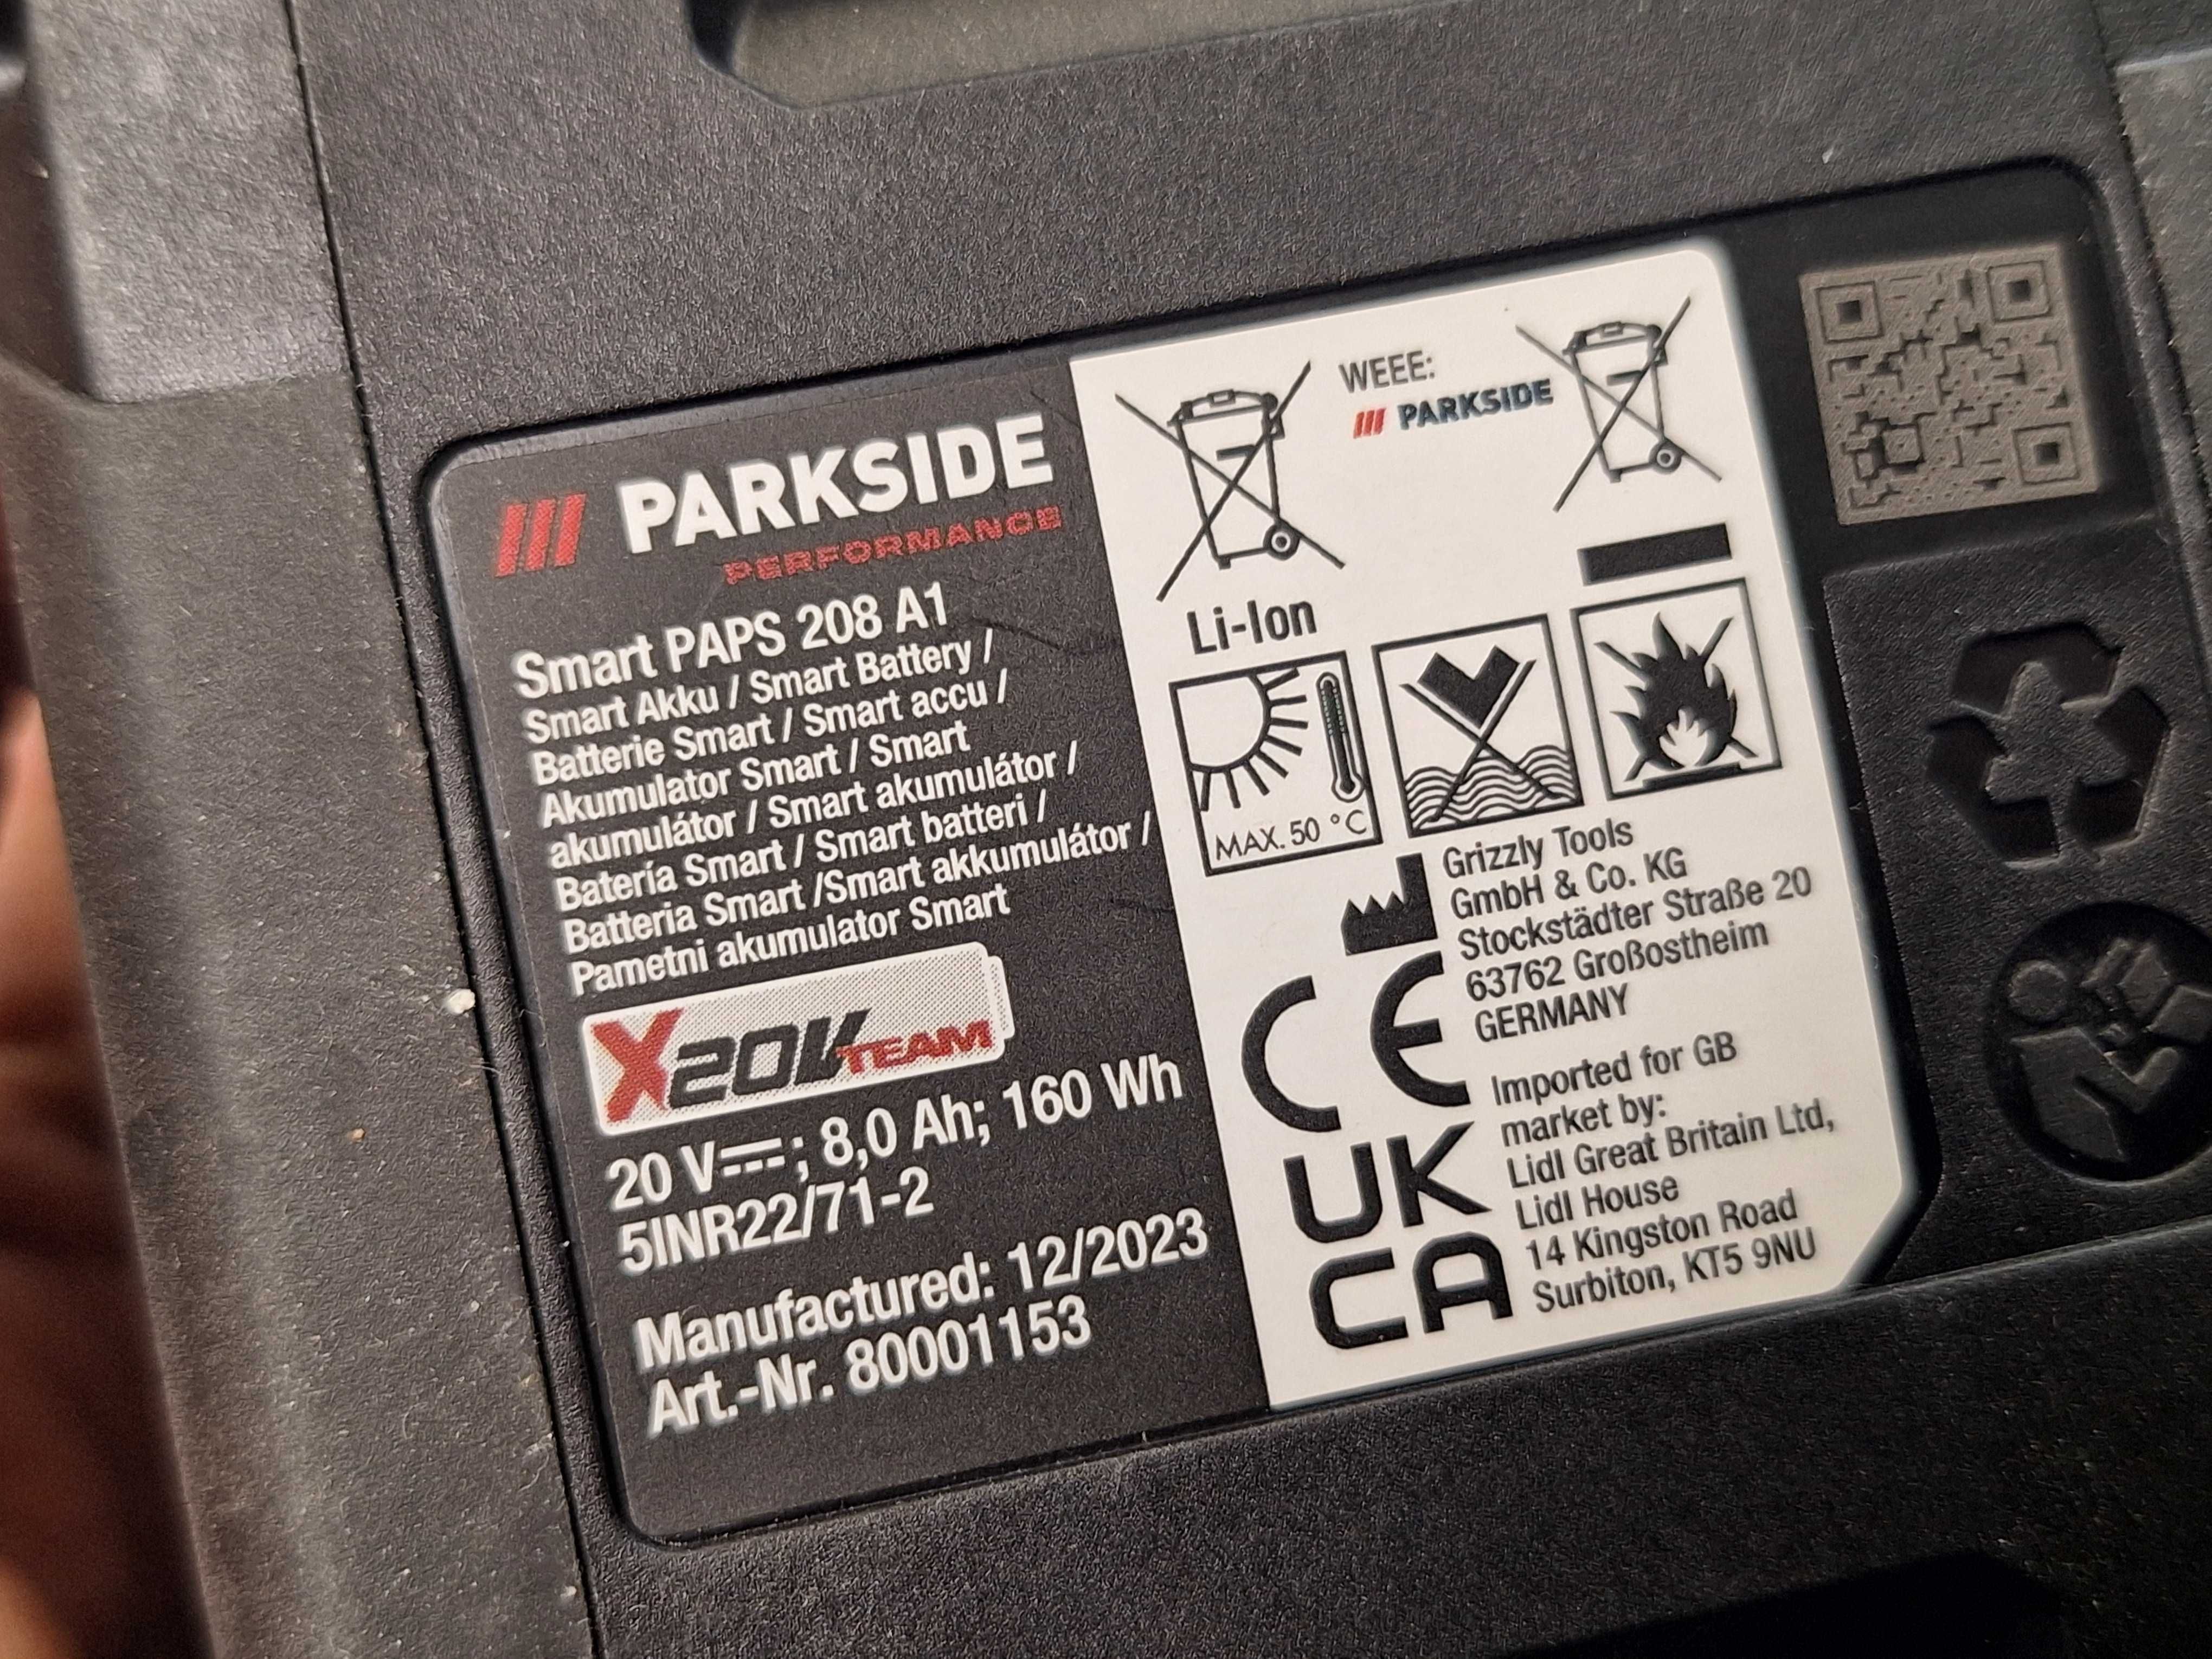 PARKSIDE
PERFORMANCE
Smart PAPS 208 A1
Smart Akku / Smart Battery /
Batterie Smart / Smart accu /
Akumulator Smart / Smart
akumulátor / Smart akumulátor /
Batería Smart / Smart batteri /
Batteria Smart /Smart akkumulátor /
Pametni akumulator Smart
X20V TEAM
20 V⎓; 8,0 Ah; 160 Wh
5INR22/71-2
Manufactured: 12/2023
Art.-Nr. 80001153
WEEE:
PARKSIDE
Li-Ion
MAX. 50 °C
Grizzly Tools
GmbH & Co. KG
Stockstädter Straße 20
63762 Großostheim
GERMANY
CE
Imported for GB
market by:
Lidl Great Britain Ltd,
Lidl House
14 Kingston Road
Surbiton, KT5 9NU
UK
CA